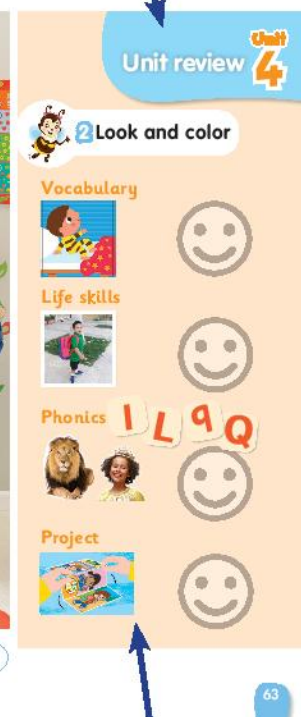 Unit
Unit review 4
2 Look and color
Vocabulary
Life skills
Phonics l L q Q
Project
63